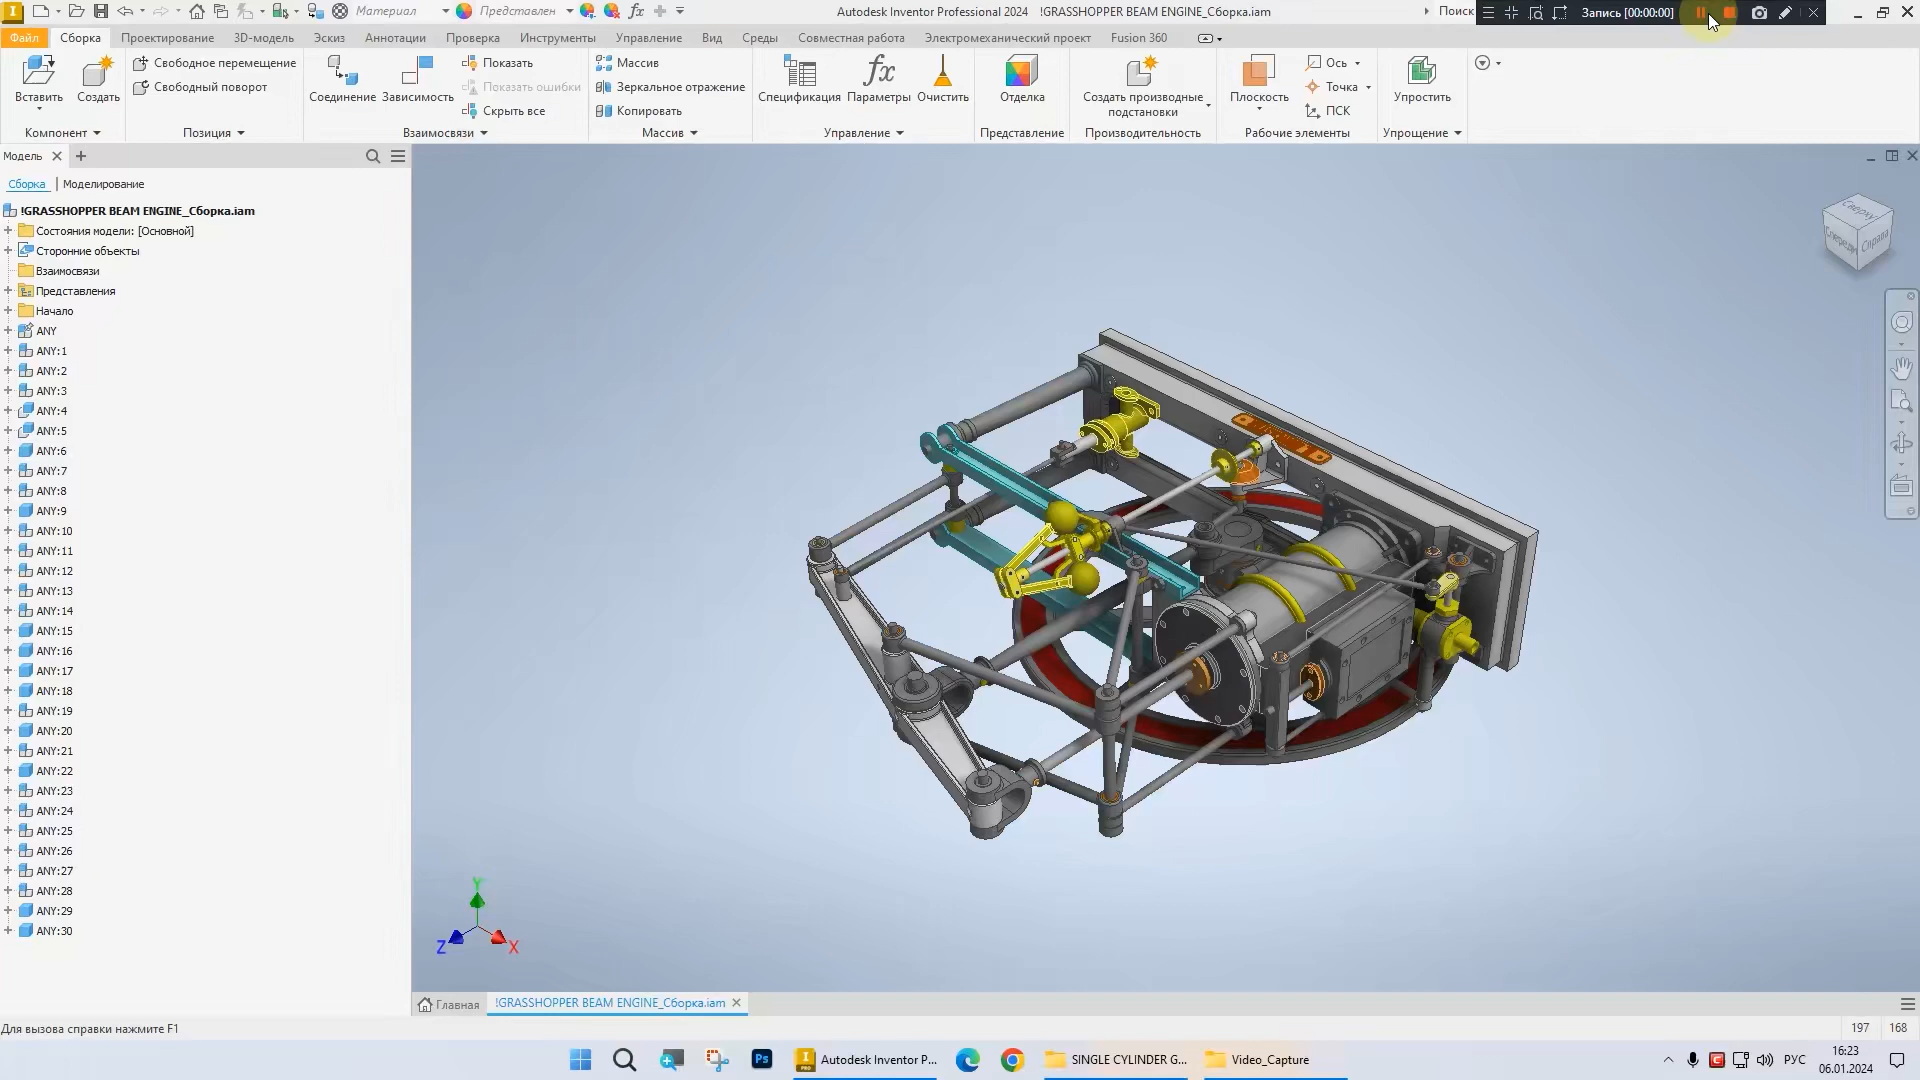 Материал
Представлен
Autodesk Inventor Professional 2024 !GRASSHOPPER BEAM ENGINE_Сборка.iam
Поиск
Запись [00:00:00]
Файл Сборка Проектирование 3D-модель Эскиз Аннотации Проверка Инструменты Управление Вид Среды Совместная работа Электромеханический проект Fusion 360
Вставить
Создать
Свободное перемещение
Свободный поворот
Соединение
Зависимость
Показать
Показать ошибки
Скрыть все
Массив
Зеркальное отражение
Копировать
Спецификация
fx
Параметры
Очистить
Отделка
Создать производные
подстановки
Плоскость
Ось
Точка
ПСК
Упростить
Компонент
Позиция
Взаимосвязи
Массив
Управление
Представление
Производительность
Рабочие элементы
Упрощение
Модель
Сборка | Моделирование
!GRASSHOPPER BEAM ENGINE_Сборка.iam
Состояния модели: [Основной]
Сторонние объекты
Взаимосвязи
Представления
Начало
ANY
ANY:1
ANY:2
ANY:3
ANY:4
ANY:5
ANY:6
ANY:7
ANY:8
ANY:9
ANY:10
ANY:11
ANY:12
ANY:13
ANY:14
ANY:15
ANY:16
ANY:17
ANY:18
ANY:19
ANY:20
ANY:21
ANY:22
ANY:23
ANY:24
ANY:25
ANY:26
ANY:27
ANY:28
ANY:29
ANY:30
Сверху
Спереди
Справа
Y
Z
X
Главная
!GRASSHOPPER BEAM ENGINE_Сборка.iam
Для вызова справки нажмите F1
197 168
Ps
Autodesk Inventor P...
SINGLE CYLINDER G...
Video_Capture
РУС
16:23
06.01.2024